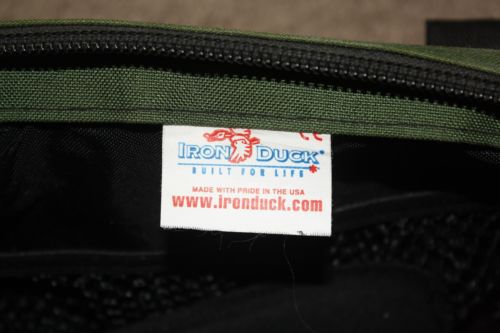 IRON DUCK
BUILT FOR LIFE
MADE WITH PRIDE IN THE USA
www.ironduck.com